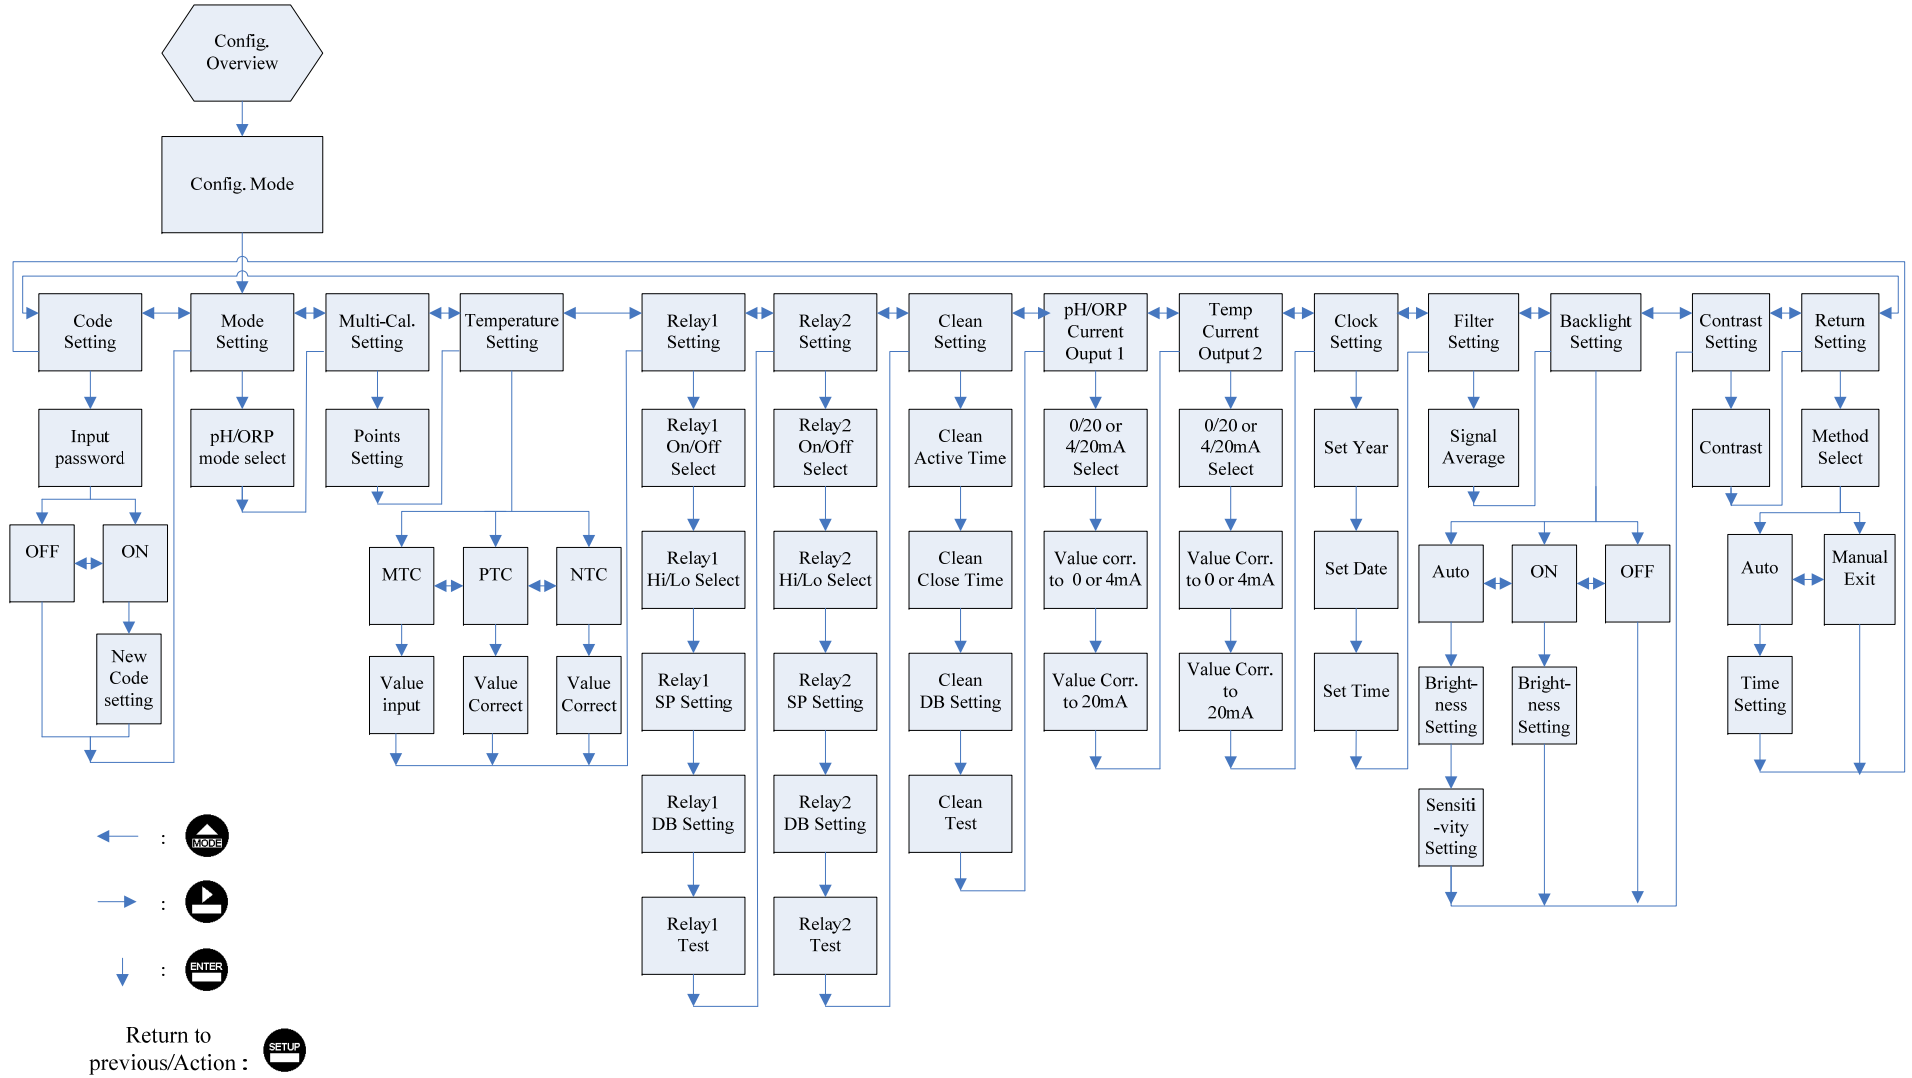 Config.
Overview
Config. Mode
Code
Setting
Mode
Setting
Multi-Cal.
Setting
Temperature
Setting
Relay1
Setting
Relay2
Setting
Clean
Setting
pH/ORP
Current
Ouput 1
Temp
Current
Output 2
Clock
Setting
Filter
Setting
Backlight
Setting
Contrast
Setting
Return
Setting
Input
password
pH/ORP
mode select
Points
Setting
Relay1
On/Off
Select
Relay2
On/Off
Select
Clean
Active Time
0/20 or
4/20mA
Select
0/20 or
4/20mA
Select
Set Year
Signal
Average
Contrast
Method
Select
OFF
ON
MTC
PTC
NTC
Relay1
Hi/Lo Select
Relay2
Hi/Lo Select
Clean
Close Time
Value corr.
to 0 or 4mA
Value Corr.
to 0 or 4mA
Set Date
Auto
ON
OFF
Auto
Manual
Exit
New
Code
setting
Value
input
Value
Correct
Value
Correct
Relay1
SP Setting
Relay2
SP Setting
Clean
DB Setting
Value Corr.
to 20mA
Value Corr.
to
20mA
Set Time
Bright-
ness
Setting
Bright-
ness
Setting
Time
Setting
Relay1
DB Setting
Relay2
DB Setting
Clean
Test
Sensiti
-vity
Setting
Relay1
Test
Relay2
Test
: MODE
:
: ENTER
Return to
previous/Action : SETUP